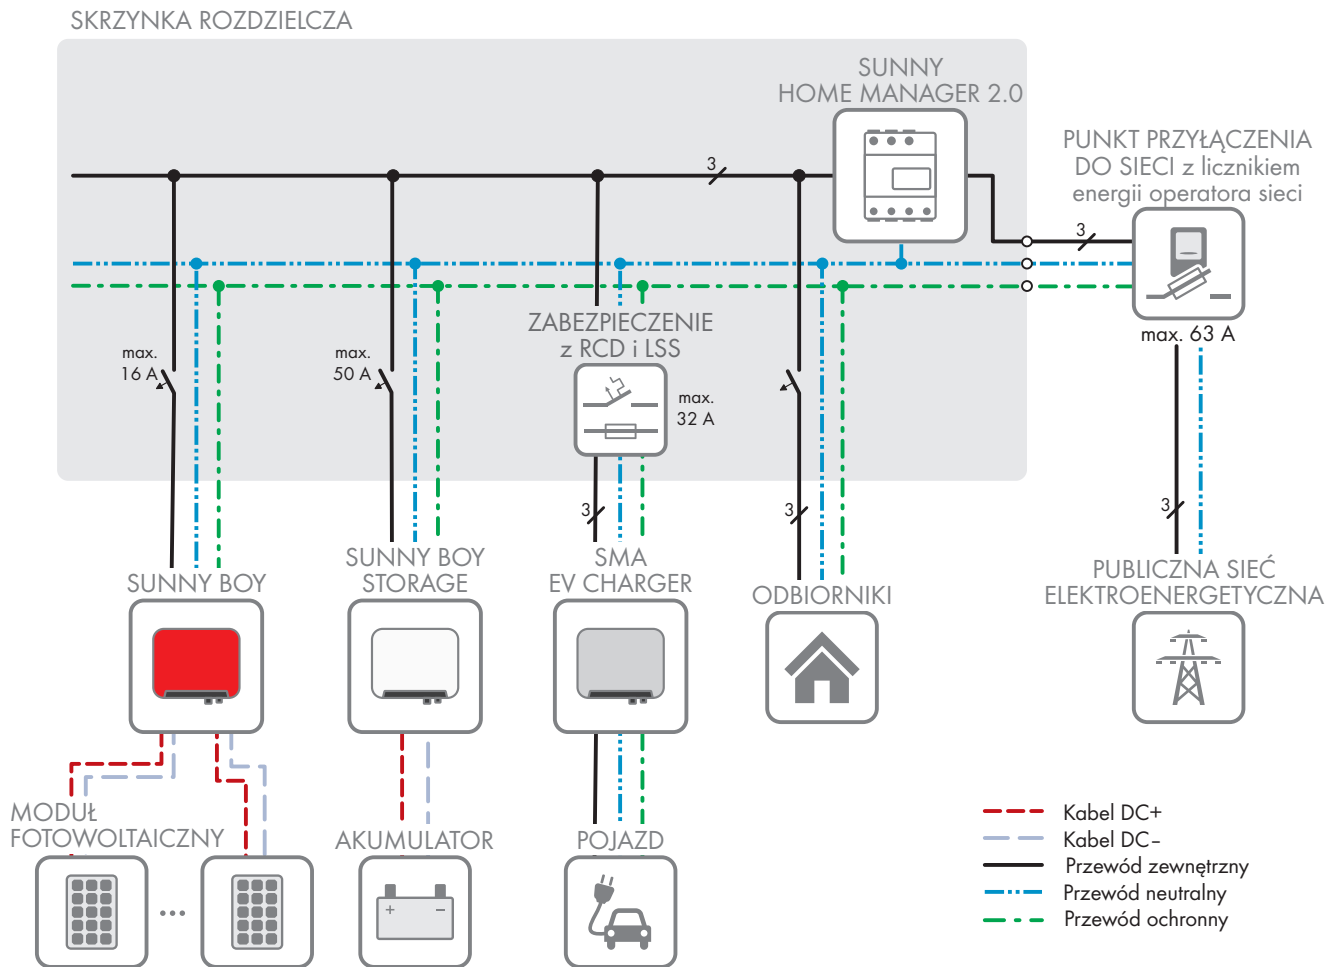 SKRZYNKA ROZDZIELCZA
SUNNY
HOME MANAGER 2.0
PUNKT PRZYŁĄCZENIA
DO SIECI z licznikiem
energii operatora sieci
3
3
max.
16 A
max.
50 A
ZABEZPIECZENIE
z RCD i LSS
max.
32 A
max. 63 A
3
3
3
SUNNY BOY
SUNNY BOY
STORAGE
SMA
EV CHARGER
ODBIORNIKI
PUBLICZNA SIEĆ
ELEKTROENERGETYCZNA
MODUŁ
FOTOWOLTAICZNY
...
AKUMULATOR
+ −
POJAZD
Kabel DC+
Kabel DC–
Przewód zewnętrzny
Przewód neutralny
Przewód ochronny